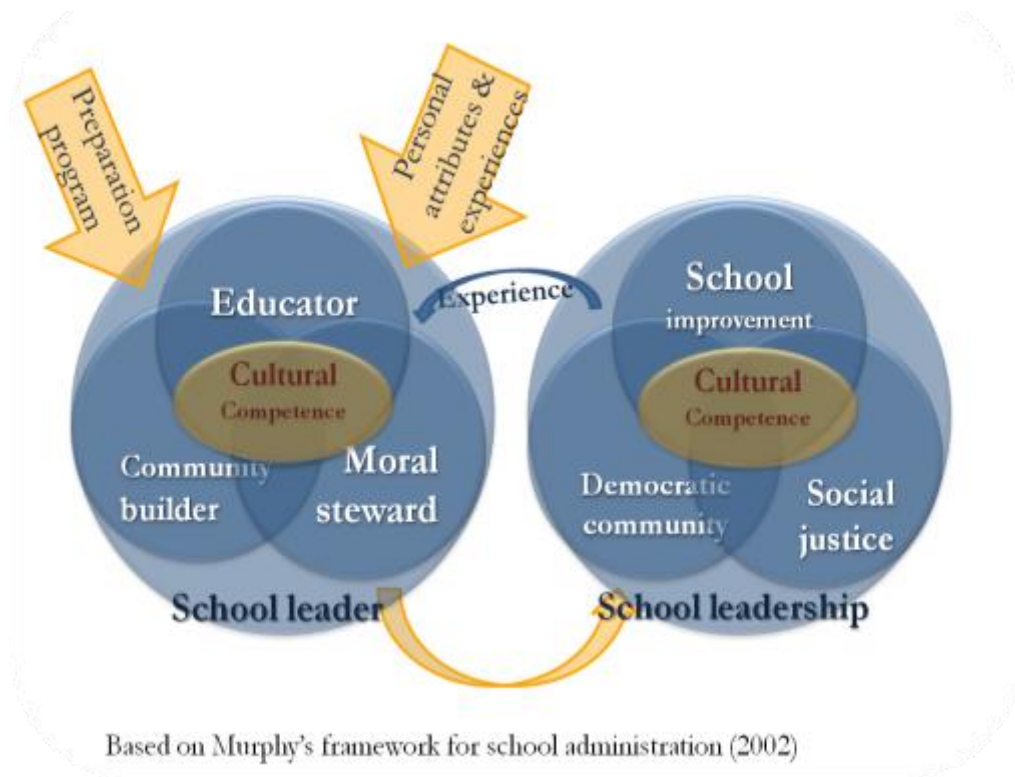 Preparation
program
Personal
attributes &
experiences
Educator
Cultural
Competence
Community
builder
Moral
steward
School leader
Experience
School
improvement
Cultural
Competence
Democratic
community
Social
justice
School leadership
Based on Murphy's framework for school administration (2002)